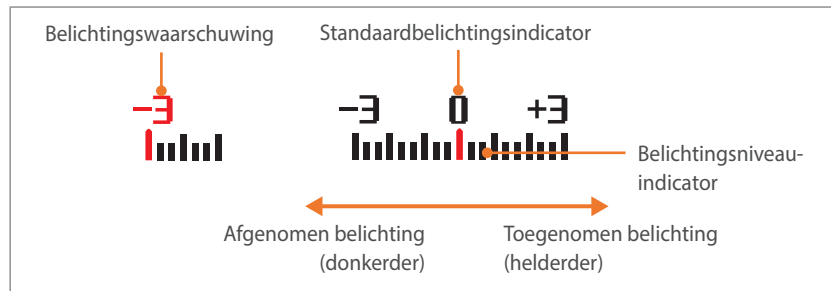 Belichtingswaarschuwing
Standaardbelichtingsindicator
-3
-3 0 +3
Belichtingsniveau-
indicator
Afgenomen belichting
(donkerder)
Toegenomen belichting
(helderder)